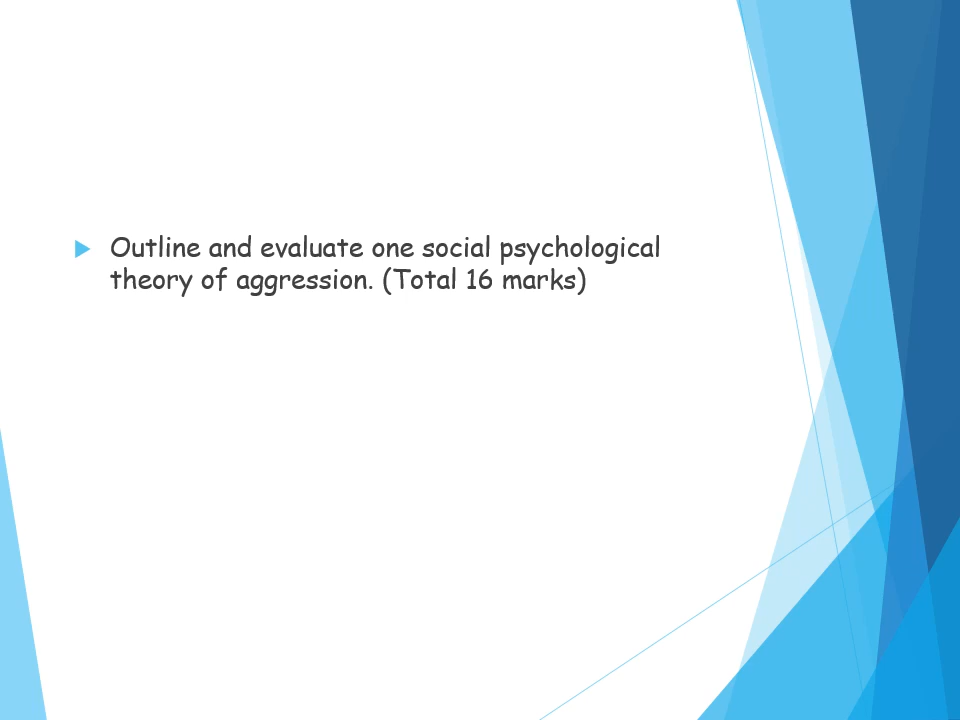 Outline and evaluate one social psychological
theory of aggression. (Total 16 marks)